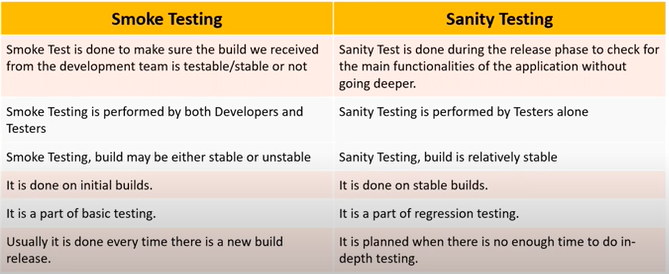 Smoke Testing
Sanity Testing
Smoke Test is done to make sure the build we received
from the development team is testable/stable or not
Sanity Test is done during the release phase to check for
the main functionalities of the application without
going deeper.
Smoke Testing is performed by both Developers and
Testers
Sanity Testing is performed by Testers alone
Smoke Testing, build may be either stable or unstable
Sanity Testing, build is relatively stable
It is done on initial builds.
It is done on stable builds.
It is a part of basic testing.
It is a part of regression testing.
Usually it is done every time there is a new build
release.
It is planned when there is no enough time to do in-
depth testing.